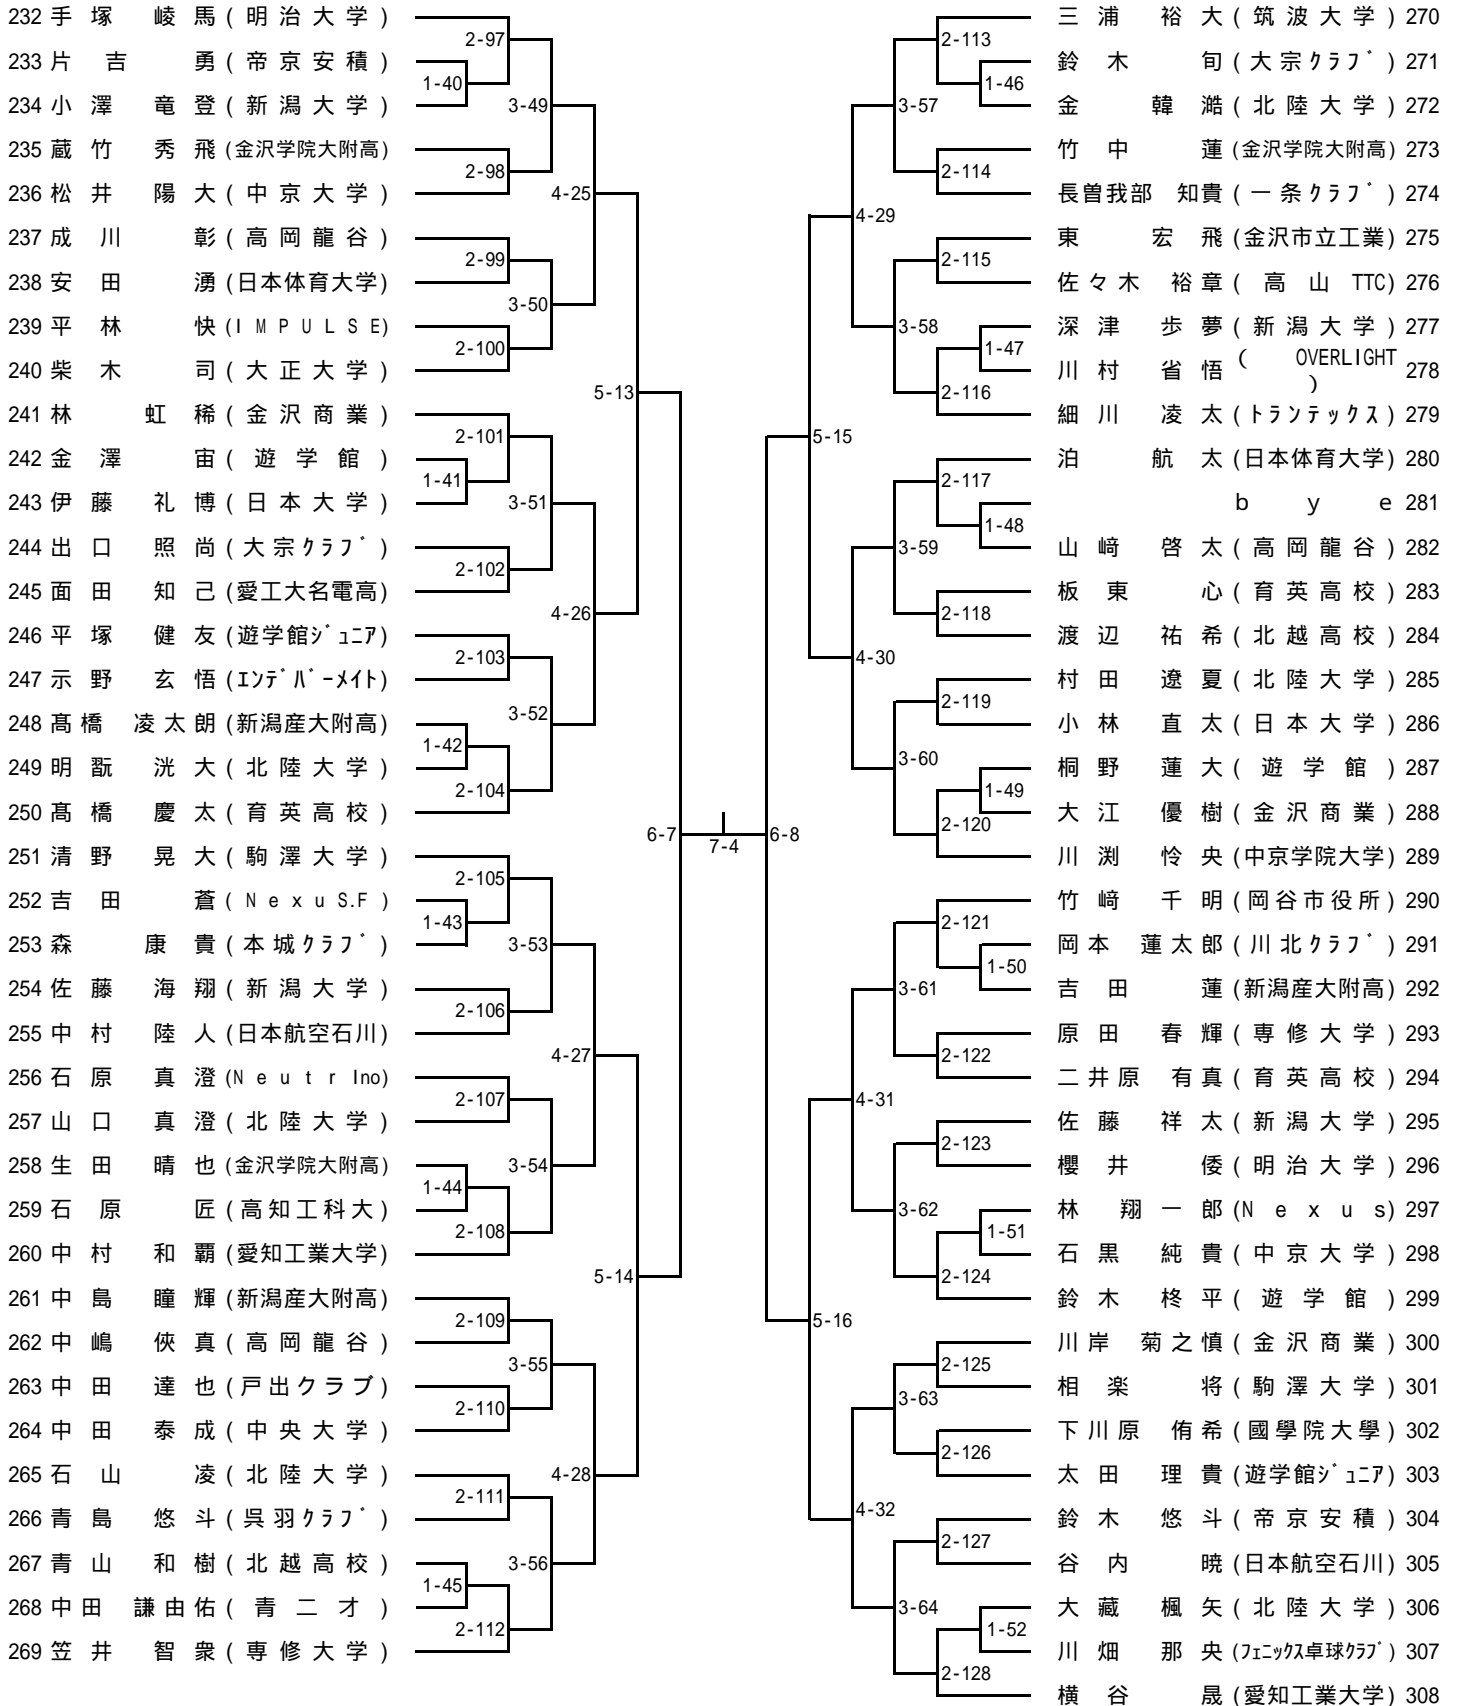 232 手塚 崚馬 (明治大学)
233 片吉 勇 (帝京安積)
234 小澤 竜登 (新潟大学)
235 蔵竹 秀飛 (金沢学院大附高)
236 松井 陽大 (中京大学)
237 成川 彰 (高岡龍谷)
238 安田 湧 (日本体育大学)
239 平林 快 (IMPULSE)
240 柴木 司 (大正大学)
241 林 虹稀 (金沢商業)
242 金澤 宙 (遊学館)
243 伊藤 礼博 (日本大学)
244 出口 照尚 (大宗クラブ)
245 面田 知己 (愛工大名電高)
246 平塚 健友 (遊学館ジュニア)
247 示野 玄悟 (エンデバーメイト)
248 髙橋 凌太朗 (新潟産大附高)
249 明翫 洸大 (北陸大学)
250 髙橋 慶太 (育英高校)
251 清野 晃大 (駒澤大学)
252 吉田 蒼 (NexuS.F)
253 森 康貴 (本城クラブ)
254 佐藤 海翔 (新潟大学)
255 中村 陸人 (日本航空石川)
256 石原 真澄 (NeutrIno)
257 山口 真澄 (北陸大学)
258 生田 晴也 (金沢学院大附高)
259 石原 匠 (高知工科大)
260 中村 和覇 (愛知工業大学)
261 中島 瞳輝 (新潟産大附高)
262 中嶋 俠真 (高岡龍谷)
263 中田 達也 (戸出クラブ)
264 中田 泰成 (中央大学)
265 石山 凌 (北陸大学)
266 青島 悠斗 (呉羽クラブ)
267 青山 和樹 (北越高校)
268 中田 謙由佑 (青二才)
269 笠井 智衆 (専修大学)
2-97
1-40
3-49
2-98
4-25
2-99
3-50
2-100
5-13
2-101
1-41
3-51
2-102
4-26
2-103
3-52
1-42
2-104
6-7
2-105
1-43
3-53
2-106
4-27
2-107
3-54
1-44
2-108
5-14
2-109
3-55
2-110
4-28
2-111
3-56
1-45
2-112
7-4
6-8
2-113
1-46
3-57
2-114
4-29
2-115
3-58
1-47
2-116
5-15
2-117
1-48
3-59
2-118
4-30
2-119
3-60
1-49
2-120
2-121
1-50
3-61
2-122
4-31
2-123
3-62
1-51
2-124
5-16
2-125
3-63
2-126
4-32
2-127
3-64
1-52
2-128
三浦 裕大 (筑波大学) 270
鈴木 旬 (大宗クラブ) 271
金 韓澔 (北陸大学) 272
竹中 蓮 (金沢学院大附高) 273
長曽我部 知貴 (一条クラブ) 274
東 宏飛 (金沢市立工業) 275
佐々木 裕章 (高山TTC) 276
深津 歩夢 (新潟大学) 277
川村 省悟 (OVERLIGHT) 278
細川 凌太 (トランテックス) 279
泊 航太 (日本体育大学) 280
bye 281
山﨑 啓太 (高岡龍谷) 282
板東 心 (育英高校) 283
渡辺 祐希 (北越高校) 284
村田 遼夏 (北陸大学) 285
小林 直太 (日本大学) 286
桐野 蓮大 (遊学館) 287
大江 優樹 (金沢商業) 288
川渕 怜央 (中京学院大学) 289
竹﨑 千明 (岡谷市役所) 290
岡本 蓮太郎 (川北クラブ) 291
吉田 蓮 (新潟産大附高) 292
原田 春輝 (専修大学) 293
二井原 有真 (育英高校) 294
佐藤 祥太 (新潟大学) 295
櫻井 倭 (明治大学) 296
林 翔一郎 (Nexus) 297
石黒 純貴 (中京大学) 298
鈴木 柊平 (遊学館) 299
川岸 菊之慎 (金沢商業) 300
相楽 将 (駒澤大学) 301
下川原 侑希 (國學院大學) 302
太田 理貴 (遊学館ジュニア) 303
鈴木 悠斗 (帝京安積) 304
谷内 暁 (日本航空石川) 305
大藏 楓矢 (北陸大学) 306
川畑 那央 (フェニックス卓球クラブ) 307
横谷 晟 (愛知工業大学) 308